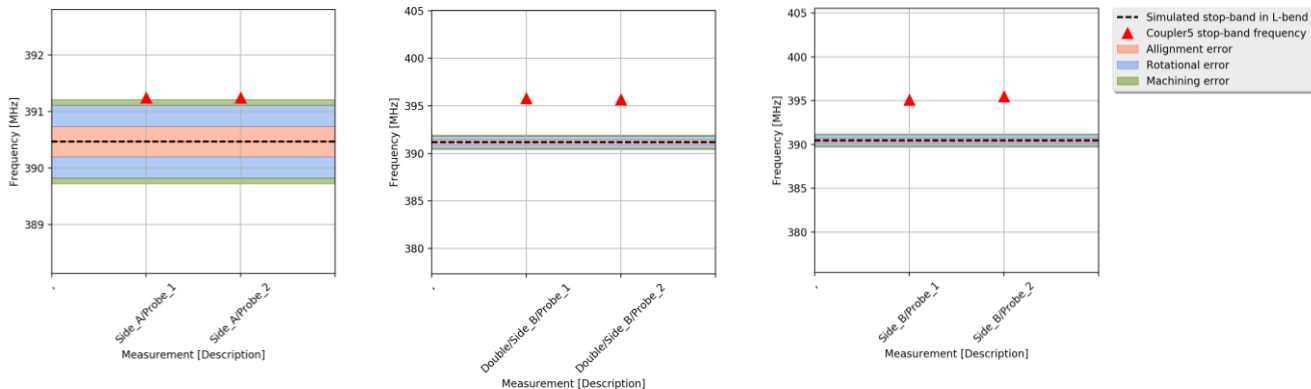 392
391
390
389
Frequency [MHz]
,
Side_A/Probe_1
Side_A/Probe_2
Measurement [Description]
405
400
395
390
385
380
Frequency [MHz]
,
Double/Side_B/Probe_1
Double/Side_B/Probe_2
Measurement [Description]
405
400
395
390
385
380
Frequency [MHz]
,
Side_B/Probe_1
Side_B/Probe_2
Measurement [Description]
Simulated stop-band in L-bend
Coupler5 stop-band frequency
Allignment error
Rotational error
Machining error